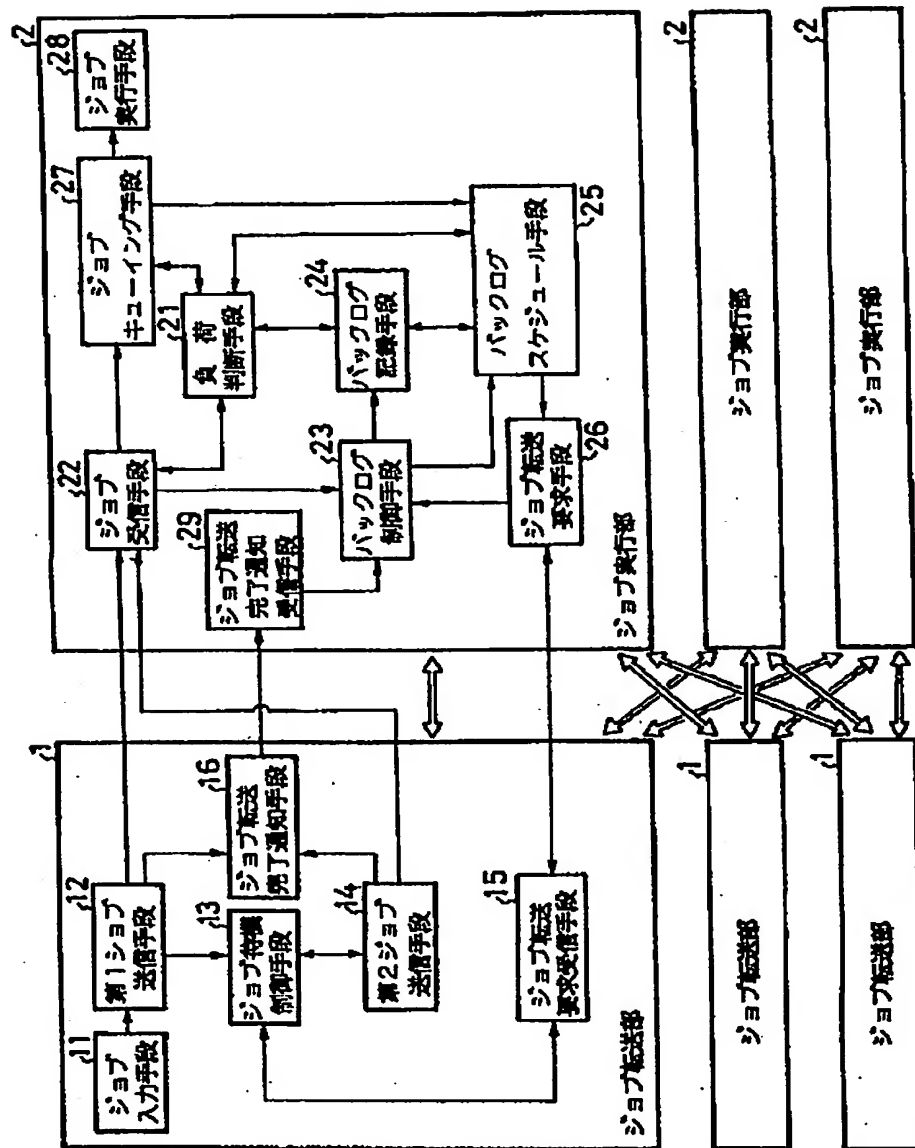 11
ジョブ
入力手段
12
第1ジョブ
送信手段
13
ジョブ待機
制御手段
16
ジョブ転送
完了通知手段
14
第2ジョブ
送信手段
15
ジョブ転送
要求受信手段
ジョブ転送部
1
22
ジョブ
受信手段
27
ジョブ
キューイング手段
28
ジョブ
実行手段
21
負荷
判断手段
29
ジョブ転送
完了通知
受信手段
23
バックログ
制御手段
24
バックログ
記録手段
25
バックログ
スケジュール手段
26
ジョブ転送
要求手段
ジョブ実行部
2
ジョブ転送部
1
ジョブ実行部
2
ジョブ転送部
1
ジョブ実行部
2